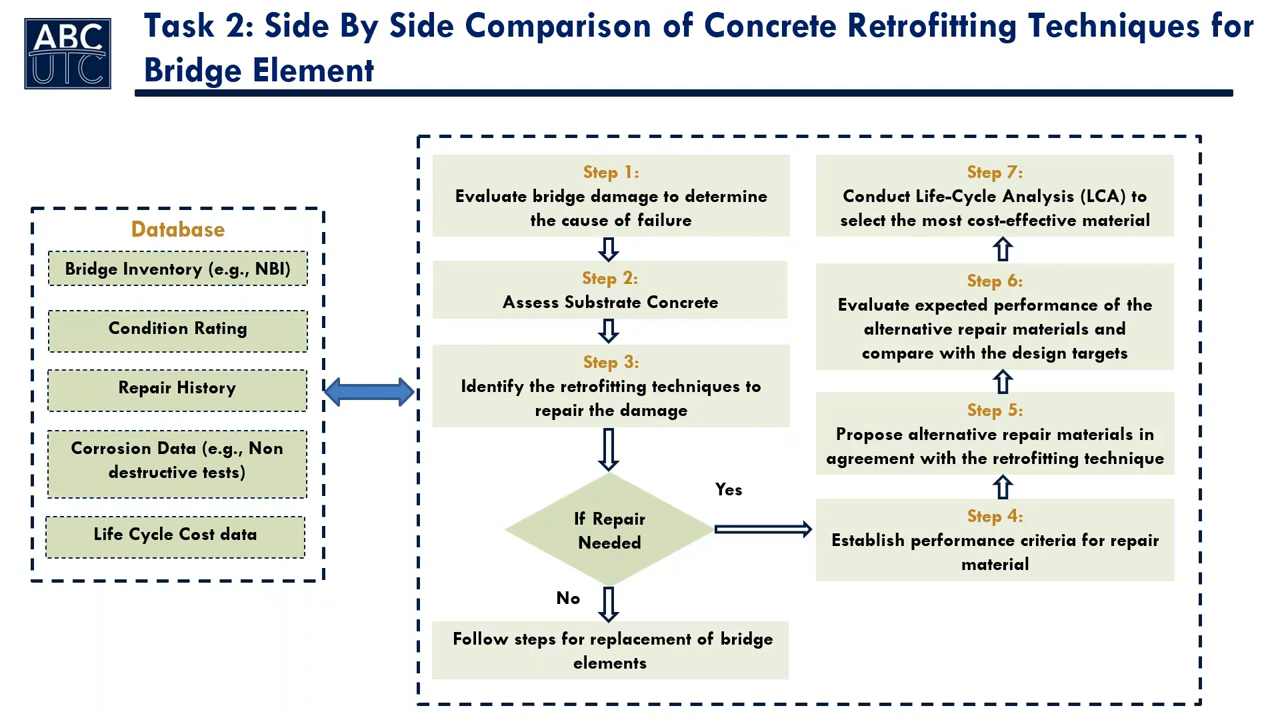 ABC
UTC
Task 2: Side By Side Comparison of Concrete Retrofitting Techniques for
Bridge Element
Database
Bridge Inventory (e.g., NBI)
Condition Rating
Repair History
Corrosion Data (e.g., Non
destructive tests)
Life Cycle Cost data
Step 1:
Evaluate bridge damage to determine
the cause of failure
Step 2:
Assess Substrate Concrete
Step 3:
Identify the retrofitting techniques to
repair the damage
If Repair
Needed
Yes
No
Follow steps for replacement of bridge
elements
Step 4:
Establish performance criteria for repair
material
Step 5:
Propose alternative repair materials in
agreement with the retrofitting technique
Step 6:
Evaluate expected performance of the
alternative repair materials and
compare with the design targets
Step 7:
Conduct Life-Cycle Analysis (LCA) to
select the most cost-effective material